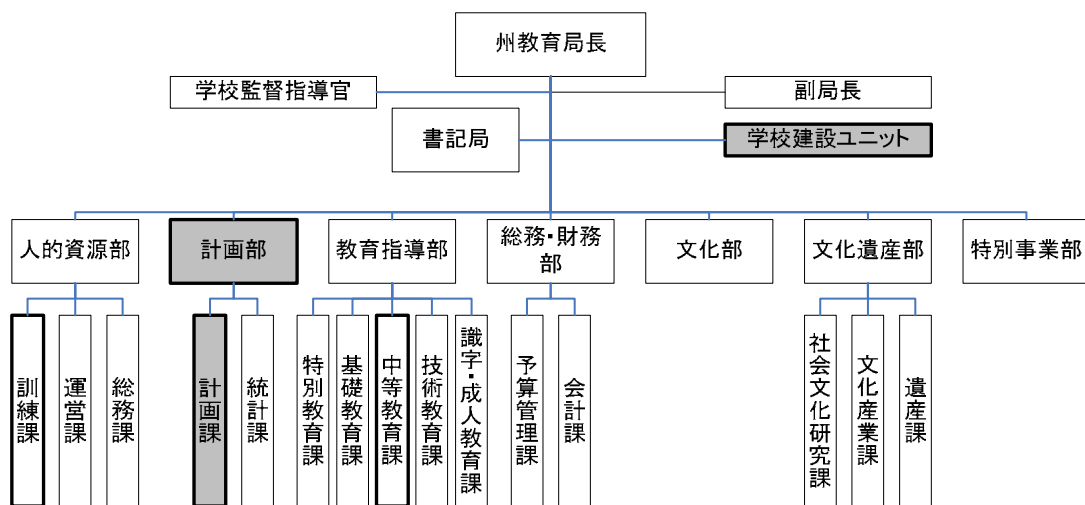 州教育局長
学校監督指導官
副局長
書記局
学校建設ユニット
人的資源部
計画部
教育指導部
総務・財務
部
文化部
文化遺産部
特別事業部
訓練課
運営課
総務課
計画課
統計課
特別教育課
基礎教育課
中等教育課
技術教育課
識字・成人教育課
予算管理課
会計課
社会文化研究課
文化産業課
遺産課